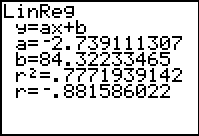 LinReg
y=ax+b
a=-2.739111307
b=84.32233465
r²=.7771939142
r=-.881586022